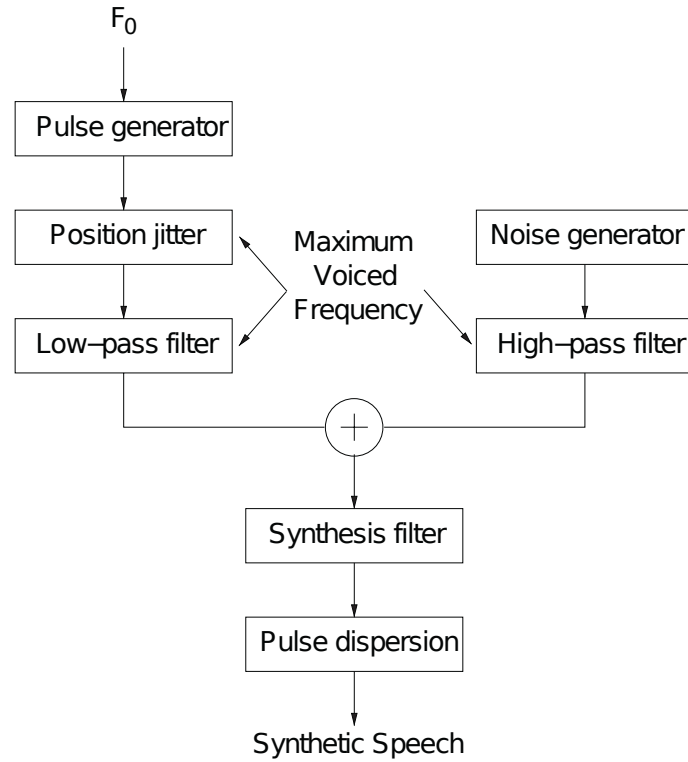 F0
Pulse generator
Position jitter
Maximum
Voiced
Frequency
Noise generator
Low−pass filter
High−pass filter
+
Synthesis filter
Pulse dispersion
Synthetic Speech